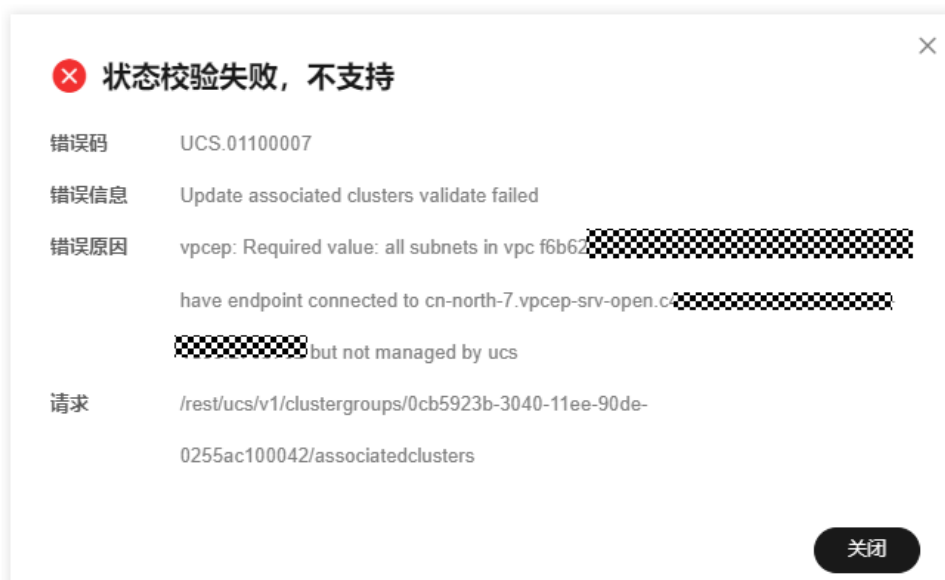 状态校验失败，不支持
错误码 UCS.01100007
错误信息 Update associated clusters validate failed
错误原因 vpcep: Required value: all subnets in vpc f6b62
have endpoint connected to cn-north-7.vpcep-srv-open.c4
but not managed by ucs
请求 /rest/ucs/v1/clustergroups/0cb5923b-3040-11ee-90de-
0255ac100042/associatedclusters
关闭